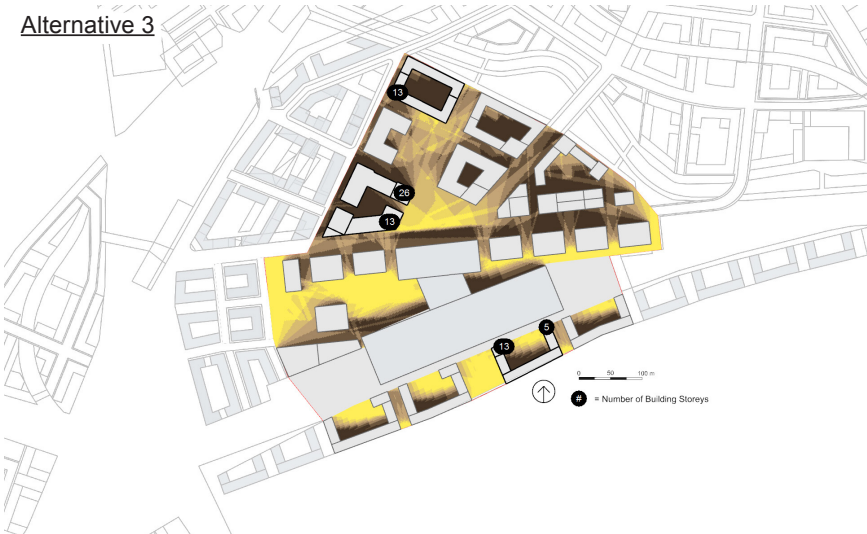 Alternative 3
13
26
13
5
13
0 50 100 m
# = Number of Building Storeys